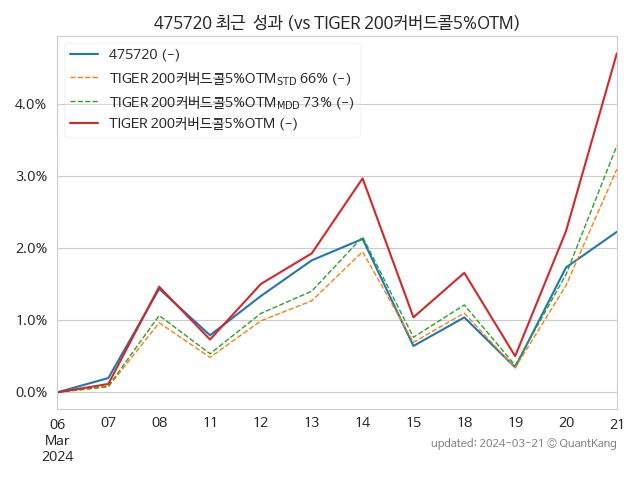 475720 최근  성과 (vs TIGER 200커버드콜5%OTM)
475720 (-)
TIGER 200커버드콜5%OTM STD 66% (-)
TIGER 200커버드콜5%OTM MDD 73% (-)
TIGER 200커버드콜5%OTM (-)
4.0%
3.0%
2.0%
1.0%
0.0%
06 07 08 11 12 13 14 15 18 19 20 21
Mar
2024
updated: 2024-03-21 © QuantKang